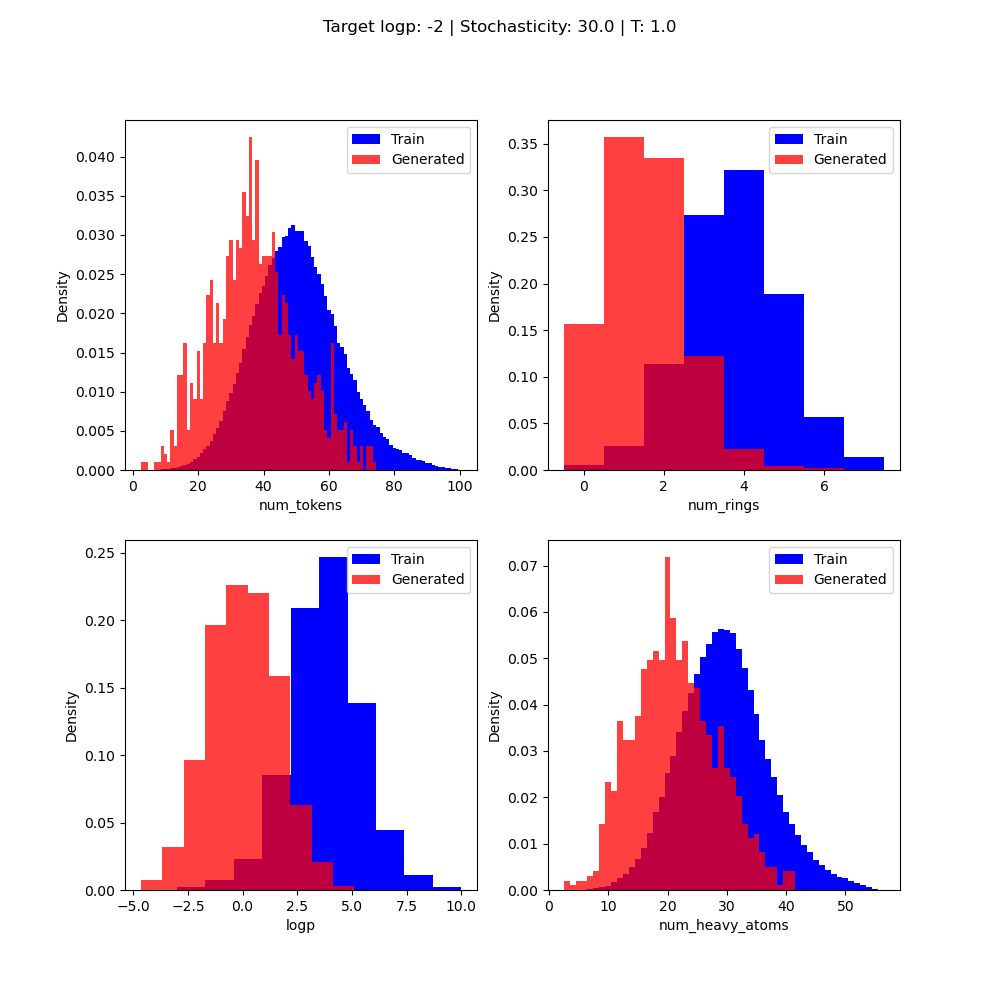 Target logp: -2 | Stochasticity: 30.0 | T: 1.0
Train
Generated
0.040
0.035
0.030
0.025
0.020
0.015
0.010
0.005
0.000
Density
0 20 40 60 80 100
num_tokens
Train
Generated
0.35
0.30
0.25
0.20
0.15
0.10
0.05
0.00
Density
0 2 4 6
num_rings
Train
Generated
0.25
0.20
0.15
0.10
0.05
0.00
Density
−5.0 −2.5 0.0 2.5 5.0 7.5 10.0
logp
Train
Generated
0.07
0.06
0.05
0.04
0.03
0.02
0.01
0.00
Density
0 10 20 30 40 50
num_heavy_atoms